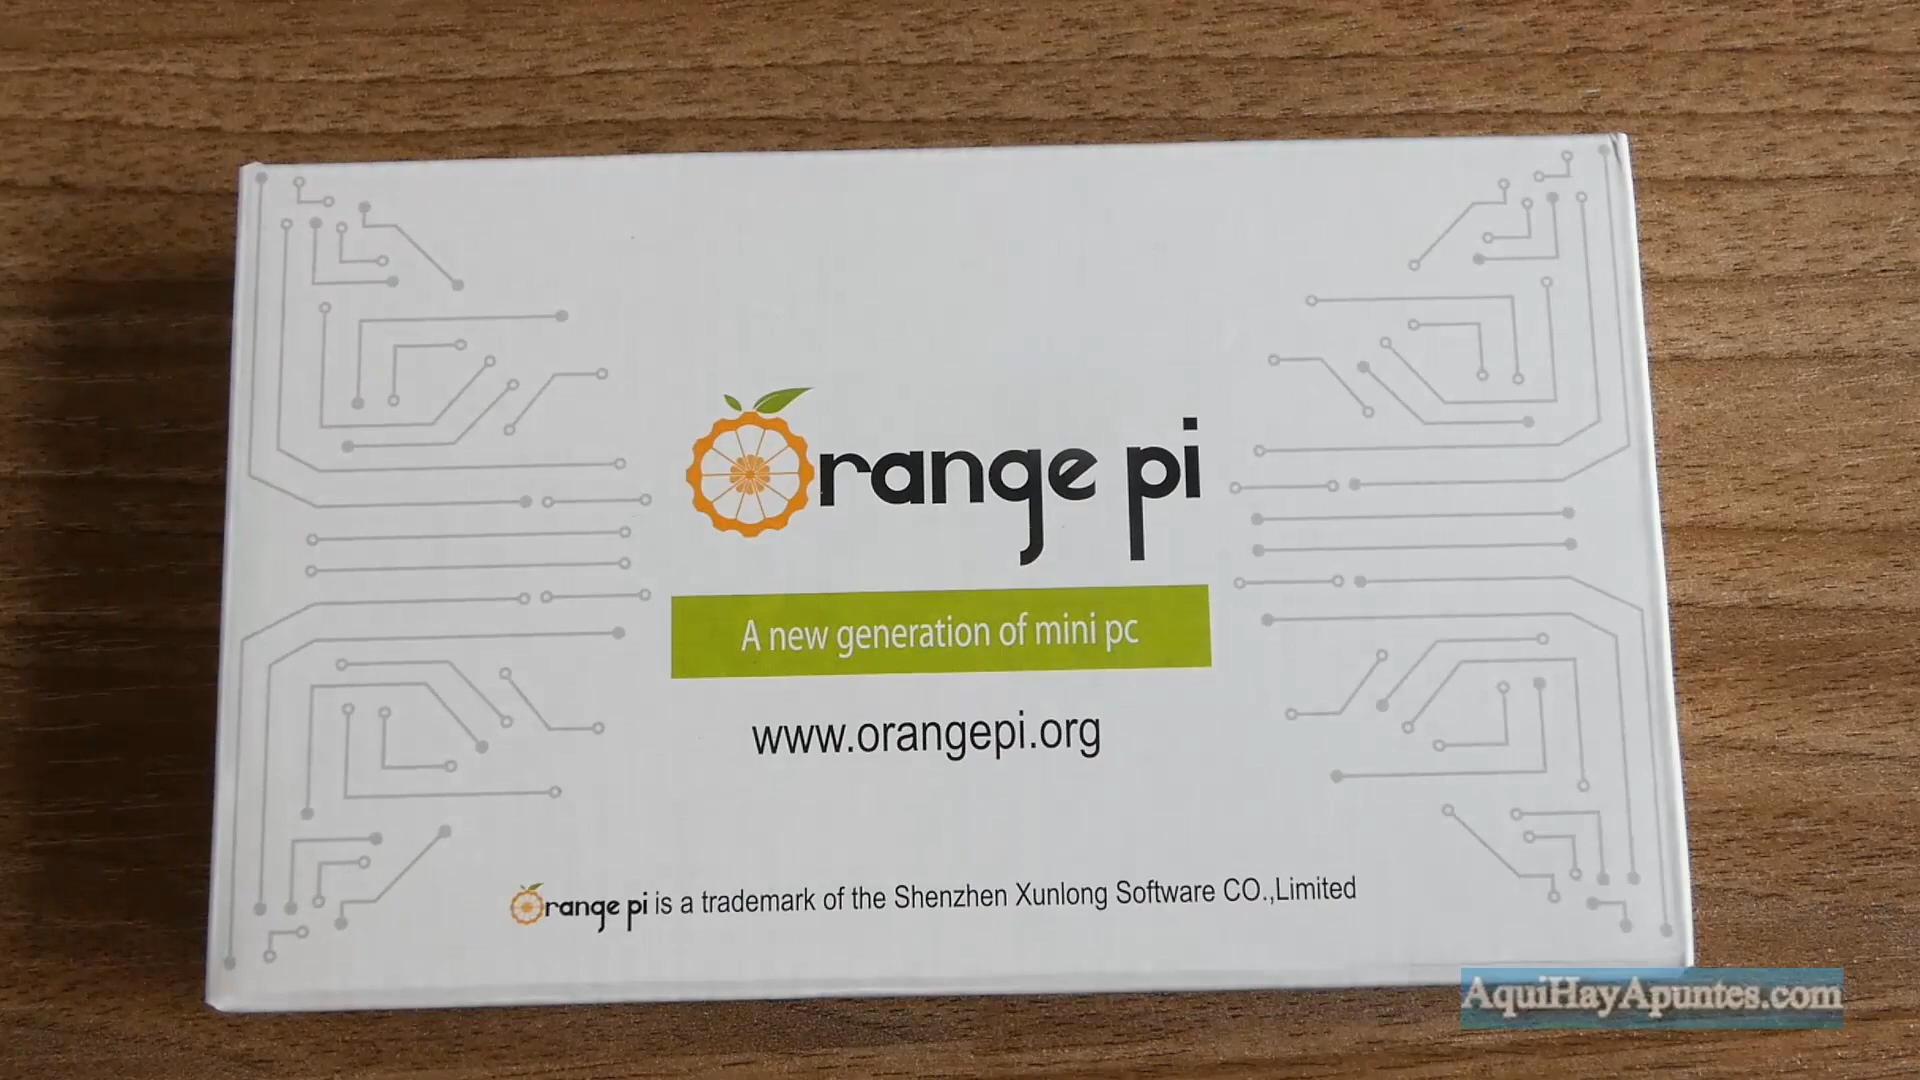 Orange pi
A new generation of mini pc
www.orangepi.org
Orange pi is a trademark of the Shenzhen Xunlong Software CO.,Limited
AquiHayApuntes.com